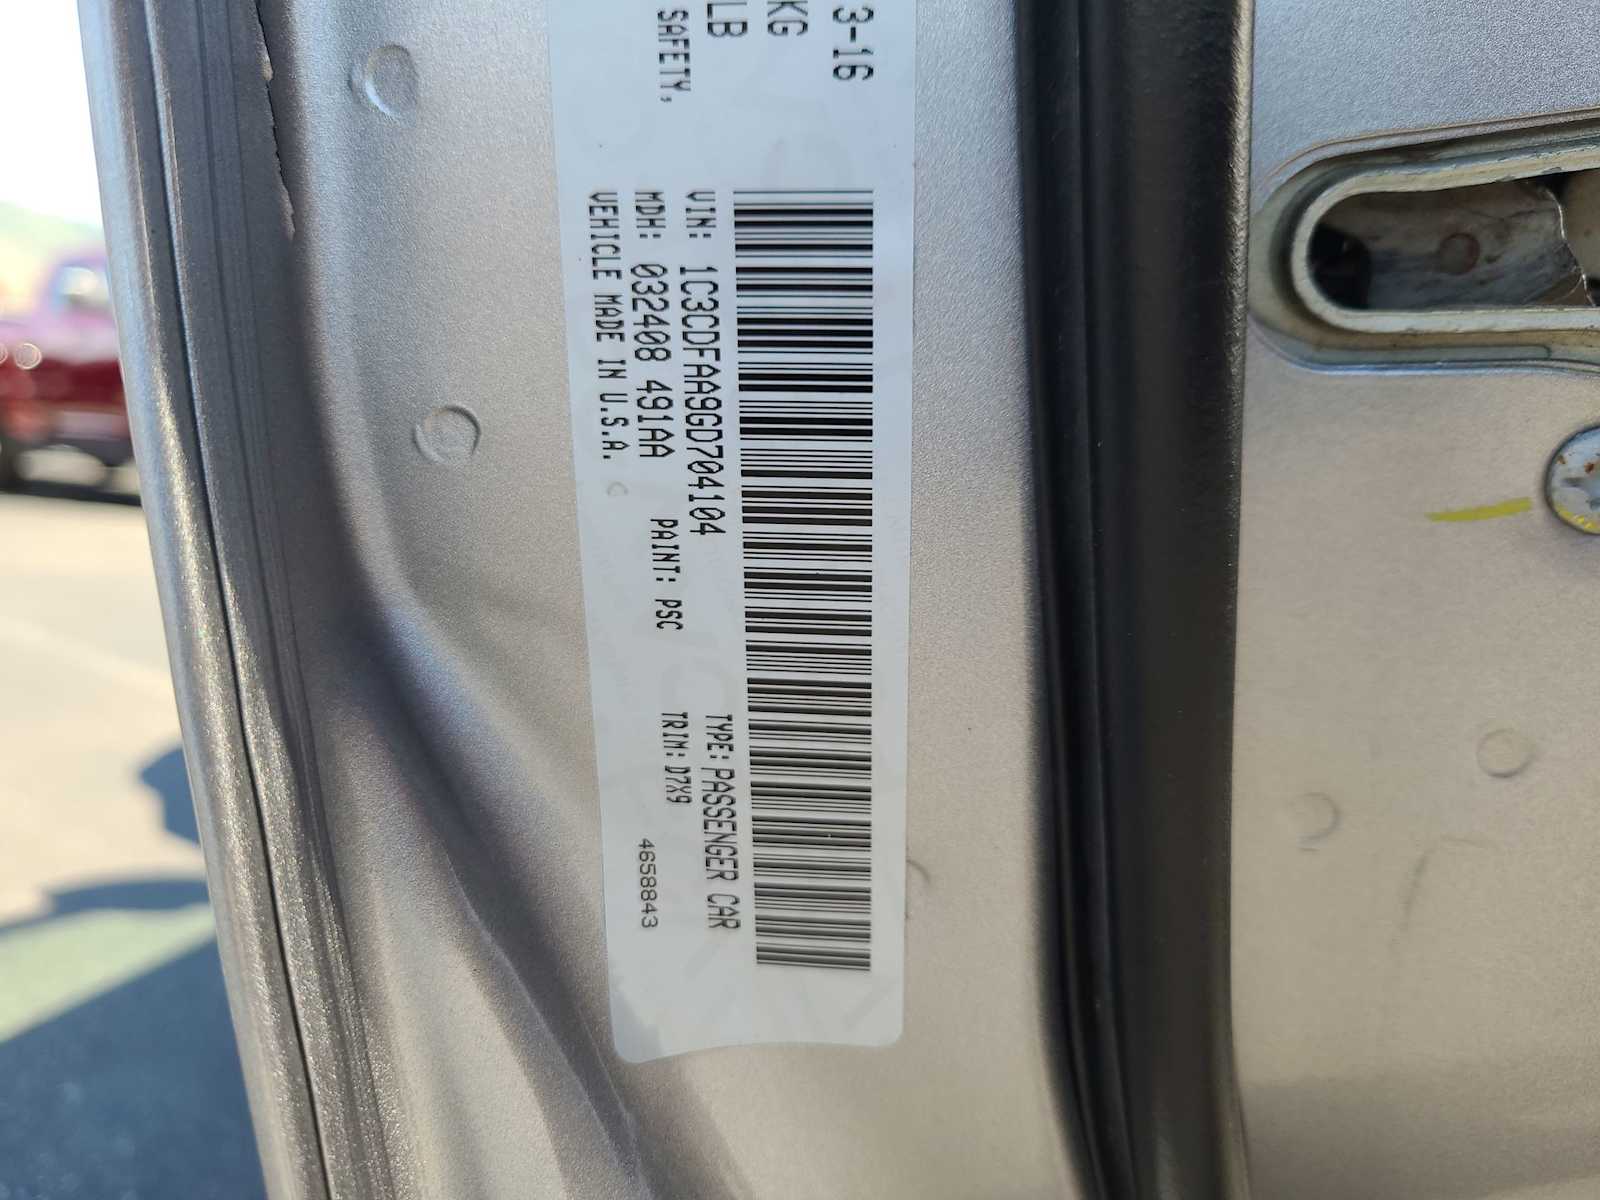 3-16
KG
LB
SAFETY,
VIN: 1C3CDFAA9GD704104 TYPE: PASSENGER CAR
MDH: 032408 491AA PAINT: PSC TRIM: D7X9
VEHICLE MADE IN U.S.A. 4658843